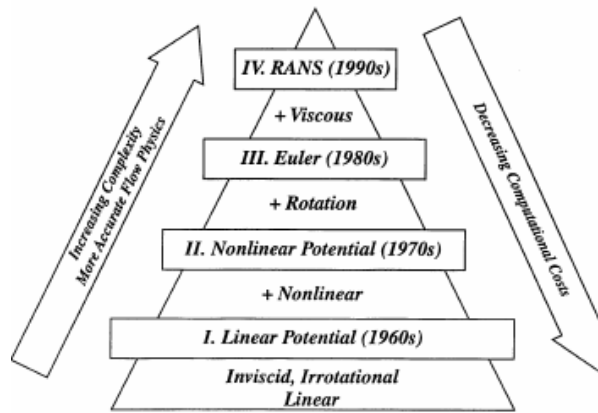 IV. RANS (1990s)
+ Viscous
III. Euler (1980s)
+ Rotation
II. Nonlinear Potential (1970s)
+ Nonlinear
I. Linear Potential (1960s)
Inviscid, Irrotational
Linear
Increasing Complexity
More Accurate Flow Physics
Decreasing Computational Costs